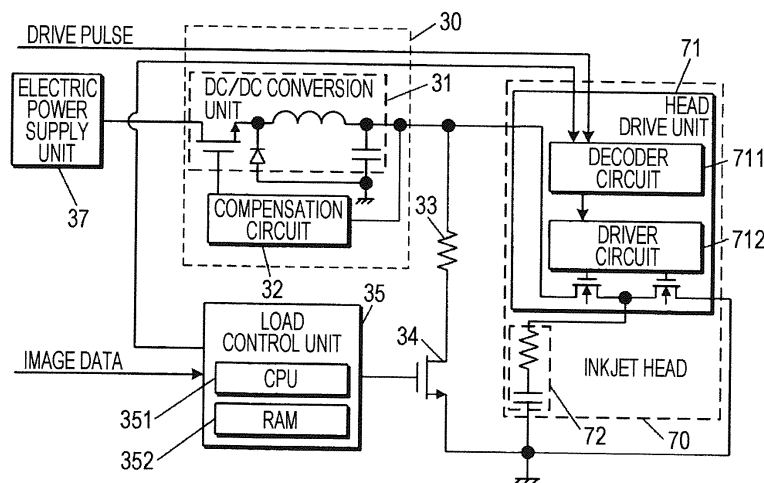 30
DRIVE PULSE
71
31
DC/DC CONVERSION
UNIT
ELECTRIC
POWER
SUPPLY
UNIT
HEAD
DRIVE UNIT
DECODER
CIRCUIT
711
37
COMPENSATION
CIRCUIT
33
DRIVER
CIRCUIT
712
32
35
LOAD
CONTROL UNIT
34
IMAGE DATA
CPU
INKJET HEAD
351
RAM
352
72
70